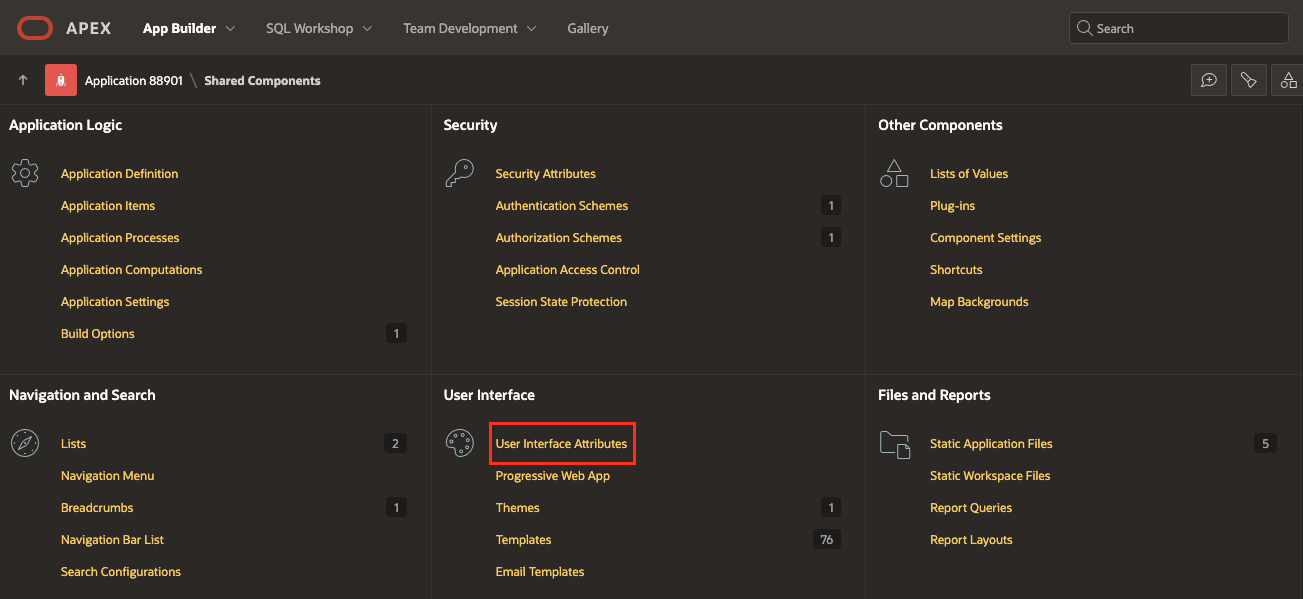 APEX App Builder SQL Workshop Team Development Gallery Search
Application 88901 \ Shared Components
Application Logic
Application Definition
Application Items
Application Processes
Application Computations
Application Settings
Build Options 1
Security
Security Attributes
Authentication Schemes 1
Authorization Schemes 1
Application Access Control
Session State Protection
Other Components
Lists of Values
Plug-ins
Component Settings
Shortcuts
Map Backgrounds
Navigation and Search
Lists 2
Navigation Menu
Breadcrumbs 1
Navigation Bar List
Search Configurations
User Interface
User Interface Attributes
Progressive Web App
Themes 1
Templates 76
Email Templates
Files and Reports
Static Application Files 5
Static Workspace Files
Report Queries
Report Layouts